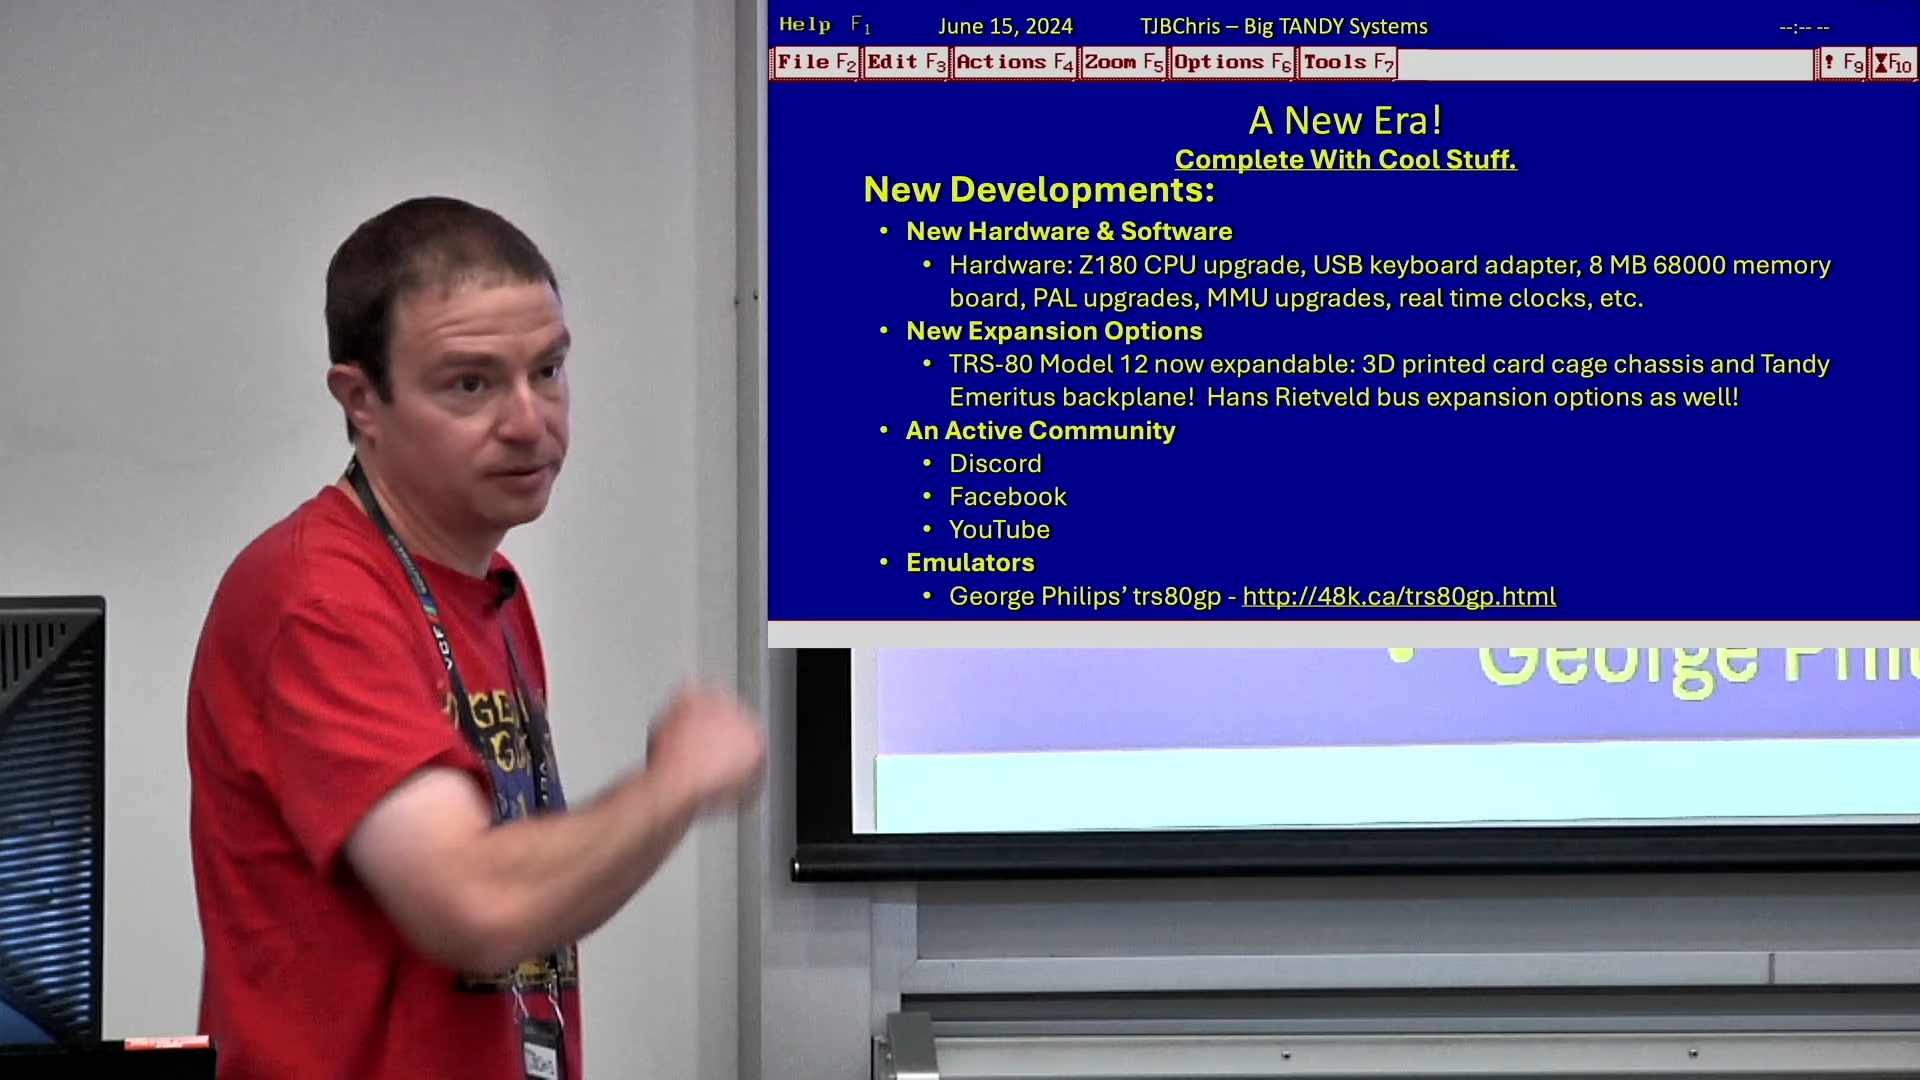 Help F1 June 15, 2024 TJBChris – Big TANDY Systems --:-- --
File F2 Edit F3 Actions F4 Zoom F5 Options F6 Tools F7 ! F9 F10
A New Era!
Complete With Cool Stuff.
New Developments:
• New Hardware & Software
• Hardware: Z180 CPU upgrade, USB keyboard adapter, 8 MB 68000 memory
board, PAL upgrades, MMU upgrades, real time clocks, etc.
• New Expansion Options
• TRS-80 Model 12 now expandable: 3D printed card cage chassis and Tandy
Emeritus backplane!  Hans Rietveld bus expansion options as well!
• An Active Community
• Discord
• Facebook
• YouTube
• Emulators
• George Philips’ trs80gp - http://48k.ca/trs80gp.html
• George